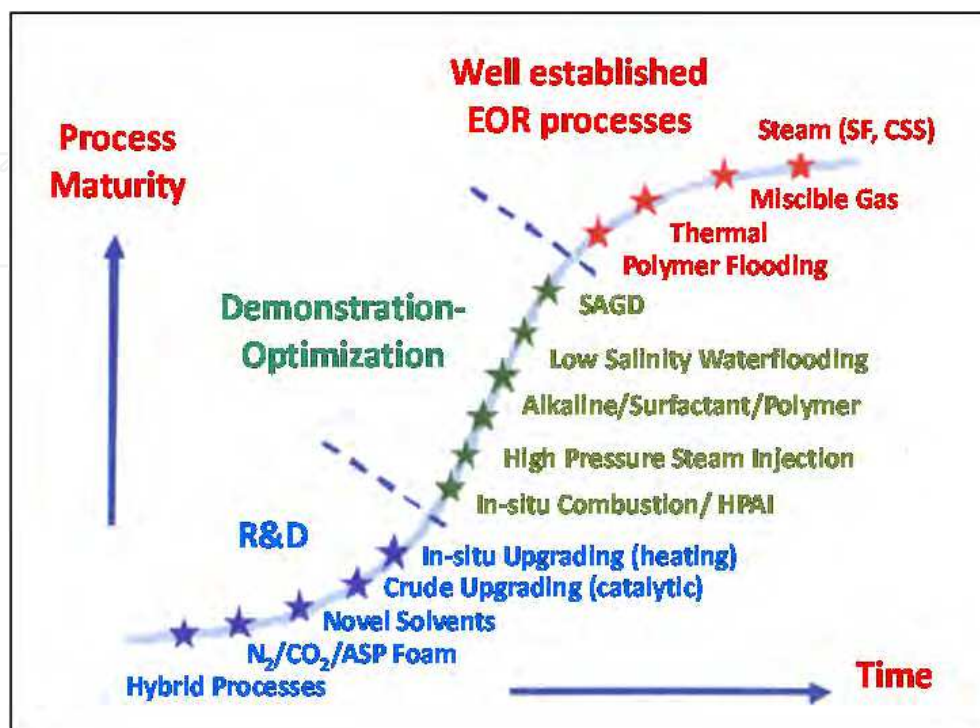 Well established
EOR processes
Process
Maturity
Steam (SF, CSS)
Miscible Gas
Thermal
Polymer Flooding
SAGD
Demonstration-
Optimization
Low Salinity Waterflooding
Alkaline/Surfactant/Polymer
High Pressure Steam Injection
In-situ Combustion/ HPAI
R&D
In-situ Upgrading (heating)
Crude Upgrading (catalytic)
Novel Solvents
N₂/CO₂/ASP Foam
Hybrid Processes
Time